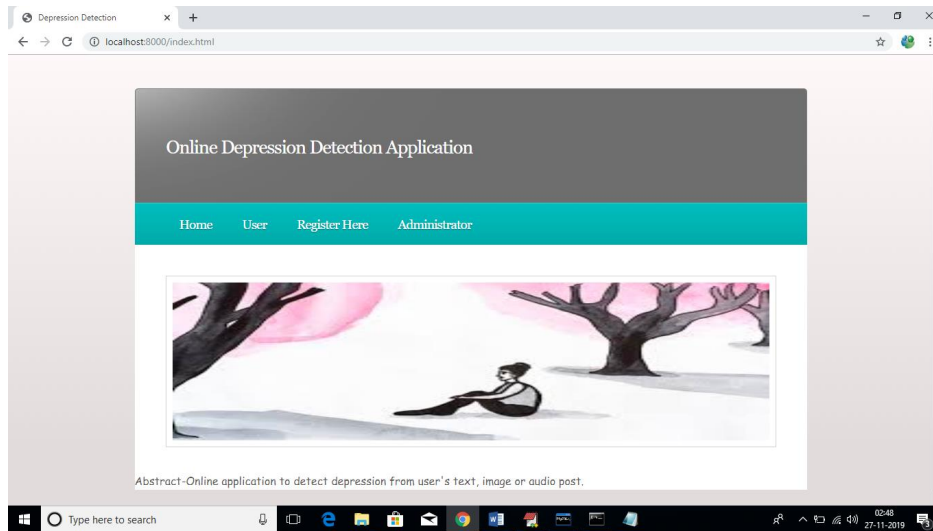 Depression Detection
localhost:8000/index.html
Online Depression Detection Application
Home User Register Here Administrator
Abstract-Online application to detect depression from user's text, image or audio post.
Type here to search
02:48
27-11-2019